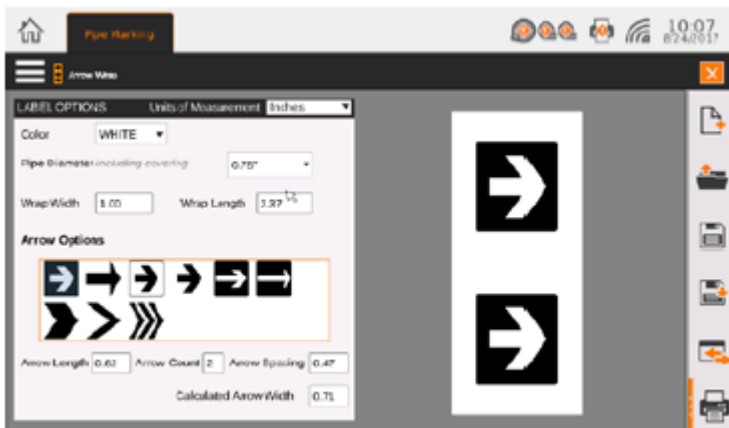 Pipe Marking
10:07
8/24/2017
Arrow Wrap
LABEL OPTIONS Units of Measurement Inches
Color WHITE
Pipe Diameter including covering 0.75"
Wrap Width 1.00 Wrap Length
Arrow Options
Arrow Length 0.62 Arrow Count 2 Arrow Spacing 0.47
Calculated Arrow Width 0.71